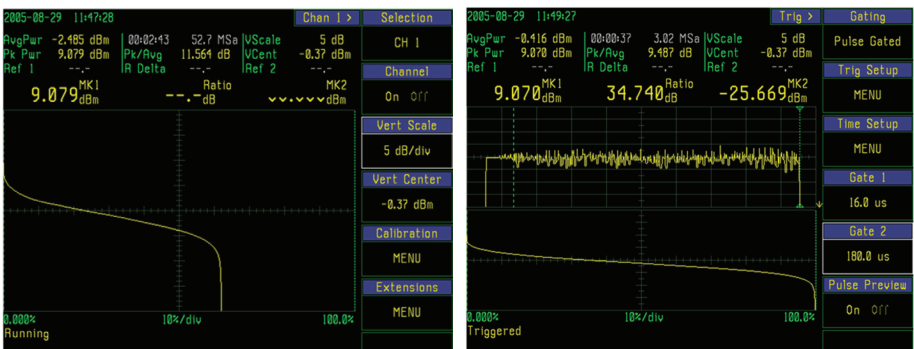 2005-08-29 11:47:28 Chan 1 > Selection
AvgPwr -2.485 dBm 00:02:43 52.7 MSa VScale 5 dB CH 1
Pk Pwr 9.079 dBm Pk/Avg 11.564 dB VCent -0.37 dBm
Ref 1 --.- R Delta --.- Ref 2 --.- Channel
MK1 Ratio MK2
9.079 dBm --.-- dB dBm On Off
Vert Scale
5 dB/div
Vert Center
-0.37 dBm
Calibration
MENU
Extensions
MENU
0.000% 10%/div 100.0%
Running
2005-08-29 11:49:27 Trig > Gating
AvgPwr -0.416 dBm 00:00:37 3.02 MSa VScale 5 dB Pulse Gated
Pk Pwr 9.070 dBm Pk/Avg 9.487 dB VCent -0.37 dBm
Ref 1 --.- R Delta --.- Ref 2 --.- Trig Setup
MK1 Ratio MK2
9.070 dBm 34.740 dB -25.669 dBm MENU
Time Setup
MENU
Gate 1
16.0 us
Gate 2
180.0 us
Pulse Preview
On Off
0.000% 10%/div 100.0%
Triggered